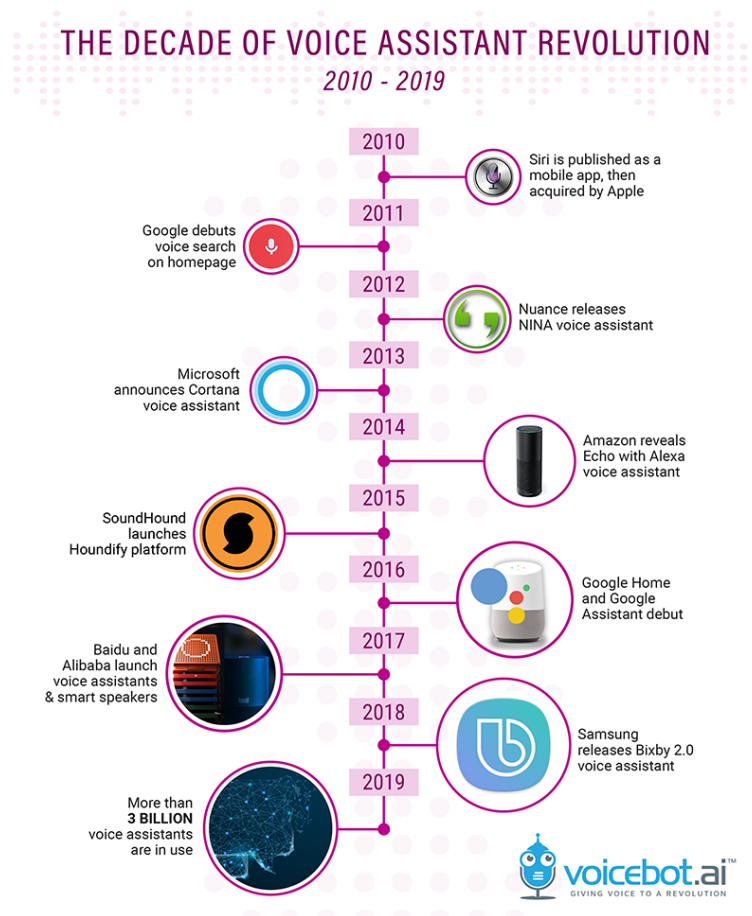 THE DECADE OF VOICE ASSISTANT REVOLUTION
2010 - 2019
2010
Siri is published as a
mobile app, then
acquired by Apple
2011
Google debuts
voice search
on homepage
2012
Nuance releases
NINA voice assistant
2013
Microsoft
announces Cortana
voice assistant
2014
Amazon reveals
Echo with Alexa
voice assistant
2015
SoundHound
launches
Houndify platform
2016
Google Home
and Google
Assistant debut
2017
Baidu and
Alibaba launch
voice assistants
& smart speakers
2018
Samsung
releases Bixby 2.0
voice assistant
2019
More than
3 BILLION
voice assistants
are in use
voicebot.ai™
GIVING VOICE TO A REVOLUTION